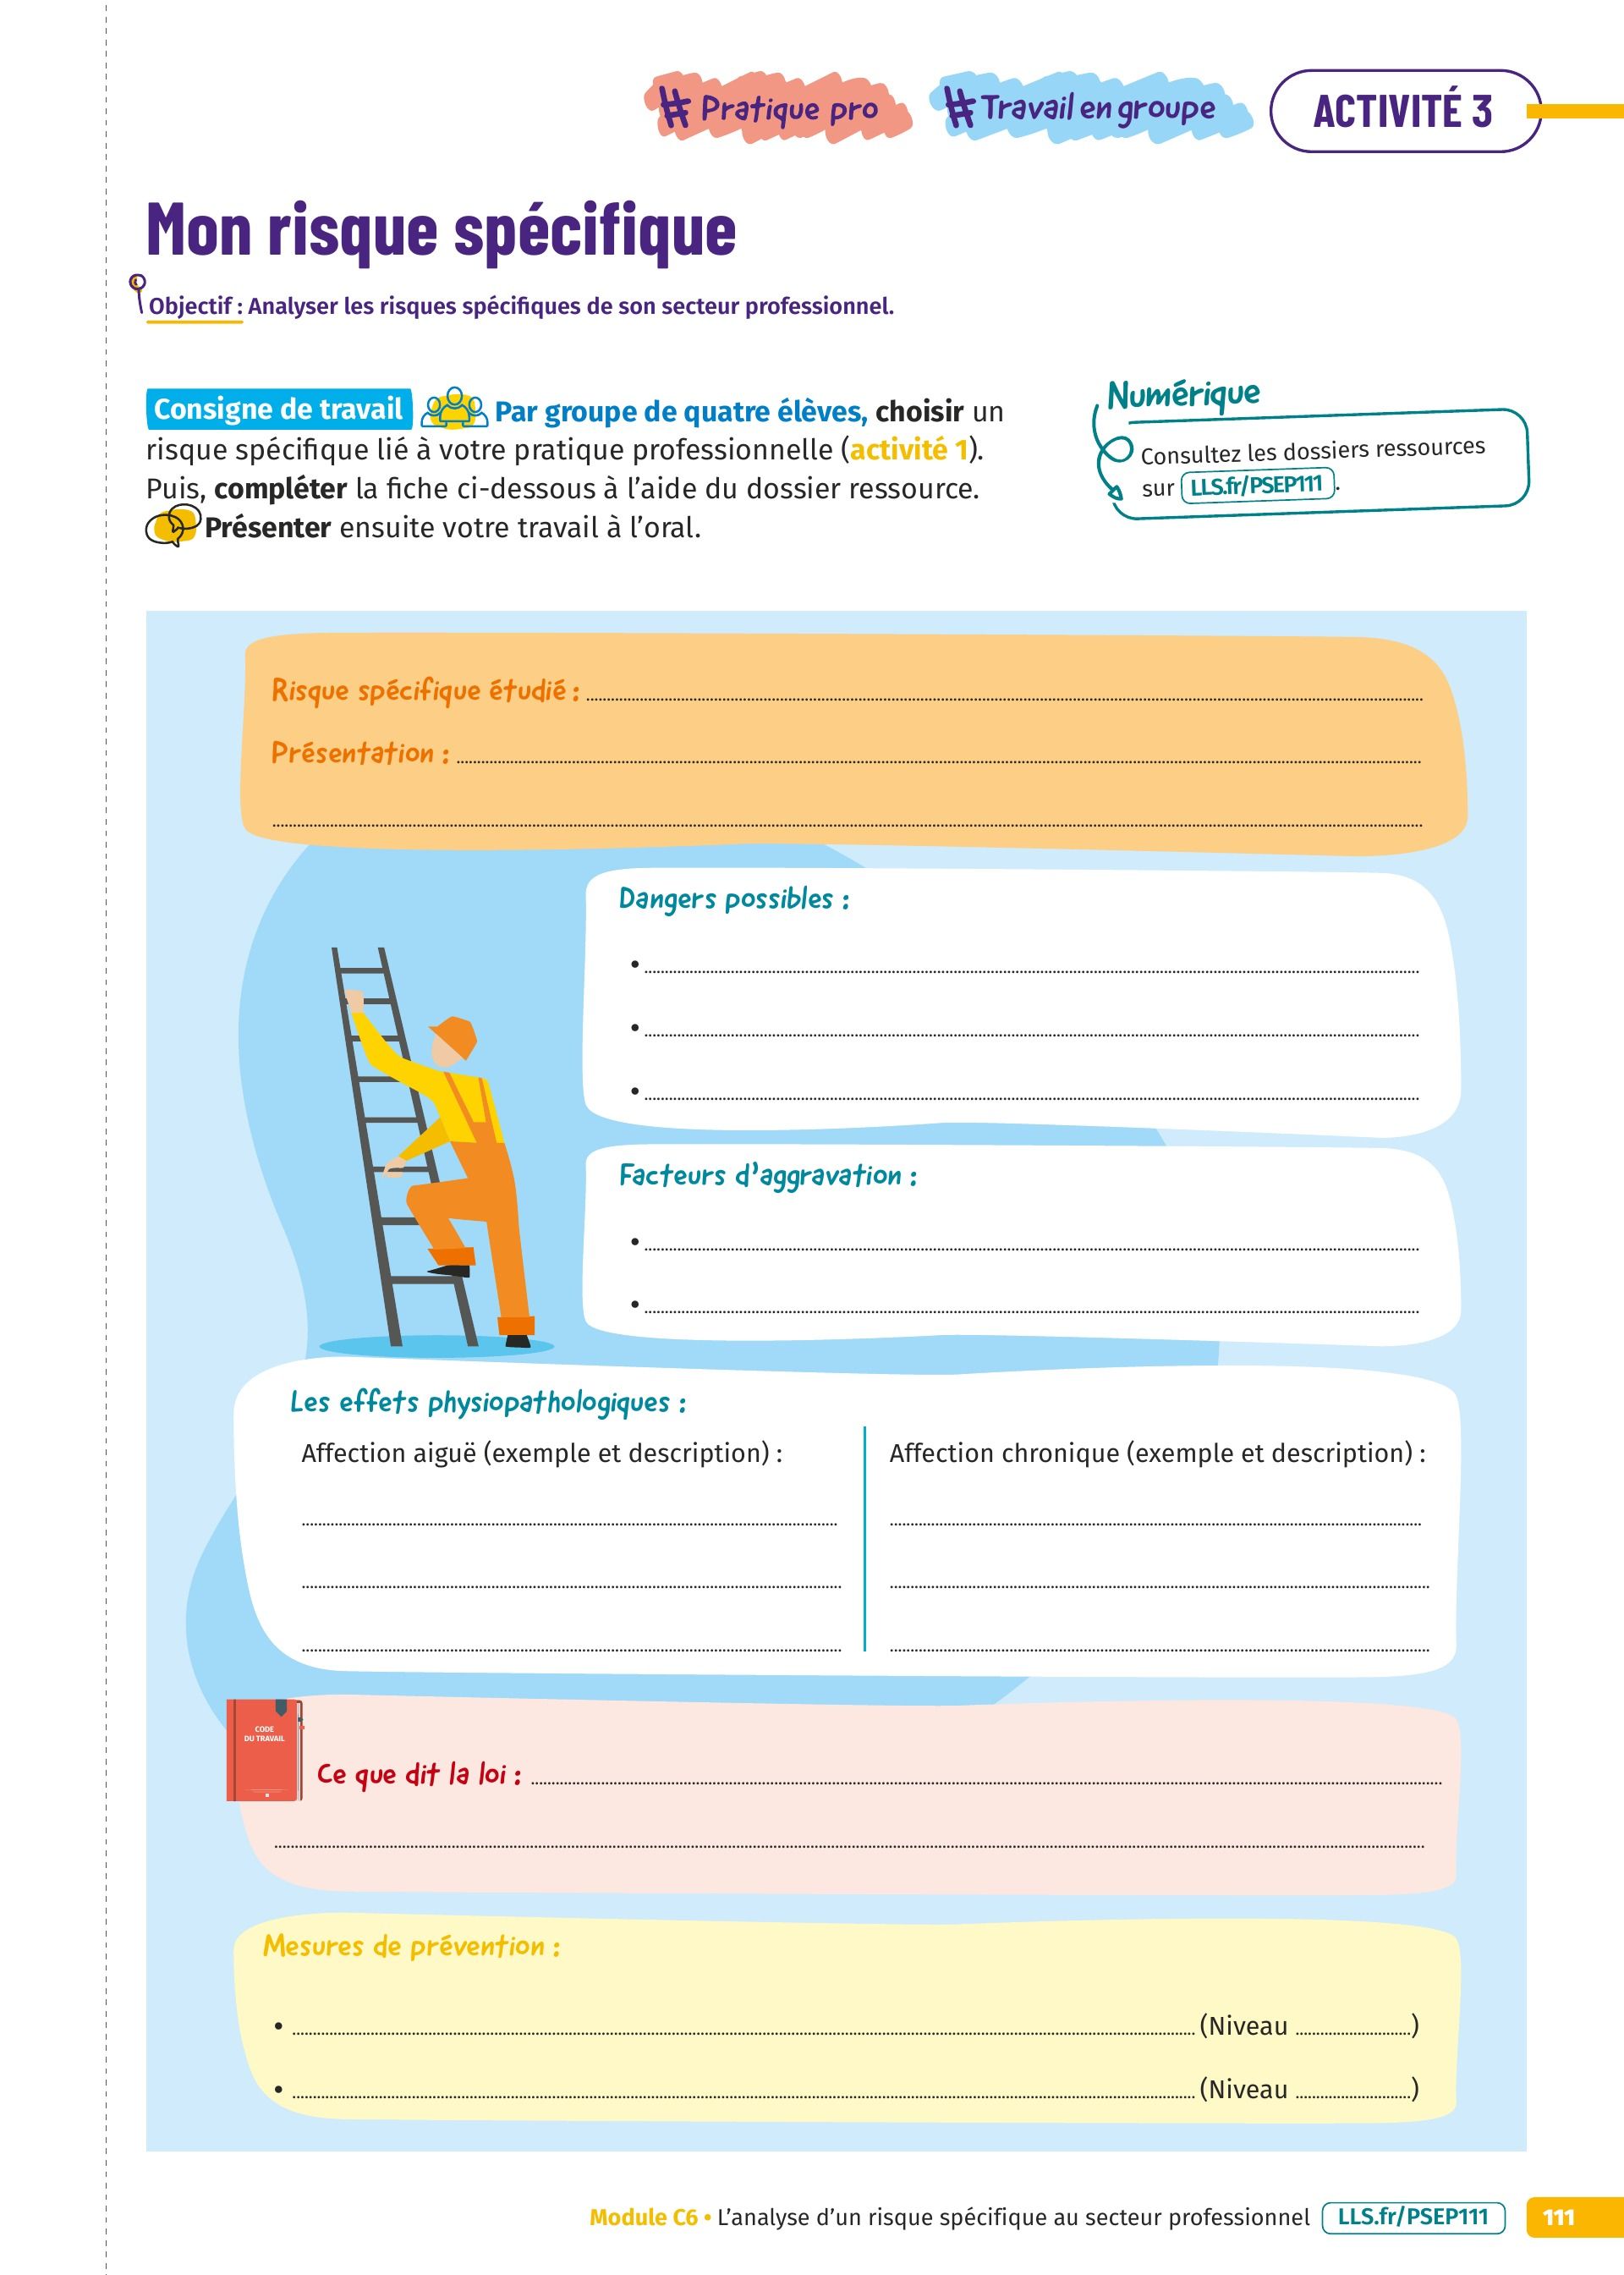 # Pratique pro
# Travail en groupe
ACTIVITÉ 3
Mon risque spécifique
Objectif : Analyser les risques spécifiques de son secteur professionnel.
Consigne de travail Par groupe de quatre élèves, choisir un
risque spécifique lié à votre pratique professionnelle (activité 1).
Puis, compléter la fiche ci-dessous à l’aide du dossier ressource.
Présenter ensuite votre travail à l’oral.
Numérique
Consultez les dossiers ressources
sur LLS.fr/PSEP111.
Risque spécifique étudié :
Présentation :
Dangers possibles :
•
•
•
Facteurs d’aggravation :
•
•
Les effets physiopathologiques :
Affection aiguë (exemple et description) :
Affection chronique (exemple et description) :
CODE
DU TRAVAIL
Ce que dit la loi :
Mesures de prévention :
• (Niveau )
• (Niveau )
Module C6 • L’analyse d’un risque spécifique au secteur professionnel LLS.fr/PSEP111 111